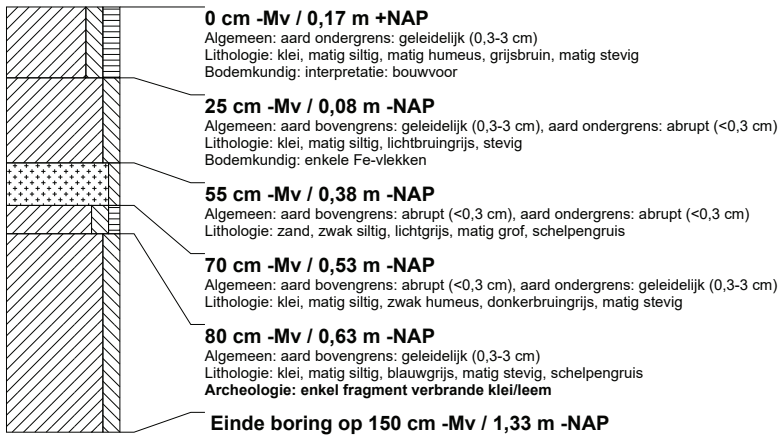 0 cm -Mv / 0,17 m +NAP
Algemeen: aard ondergrens: geleidelijk (0,3-3 cm)
Lithologie: klei, matig siltig, matig humeus, grijsbruin, matig stevig
Bodemkundig: interpretatie: bouwvoor
25 cm -Mv / 0,08 m -NAP
Algemeen: aard bovengrens: geleidelijk (0,3-3 cm), aard ondergrens: abrupt (<0,3 cm)
Lithologie: klei, matig siltig, lichtbruingrijs, stevig
Bodemkundig: enkele Fe-vlekken
55 cm -Mv / 0,38 m -NAP
Algemeen: aard bovengrens: abrupt (<0,3 cm), aard ondergrens: abrupt (<0,3 cm)
Lithologie: zand, zwak siltig, lichtgrijs, matig grof, schelpengruis
70 cm -Mv / 0,53 m -NAP
Algemeen: aard bovengrens: abrupt (<0,3 cm), aard ondergrens: geleidelijk (0,3-3 cm)
Lithologie: klei, matig siltig, zwak humeus, donkerbruingrijs, matig stevig
80 cm -Mv / 0,63 m -NAP
Algemeen: aard bovengrens: geleidelijk (0,3-3 cm)
Lithologie: klei, matig siltig, blauwgrijs, matig stevig, schelpengruis
Archeologie: enkel fragment verbrande klei/leem
Einde boring op 150 cm -Mv / 1,33 m -NAP